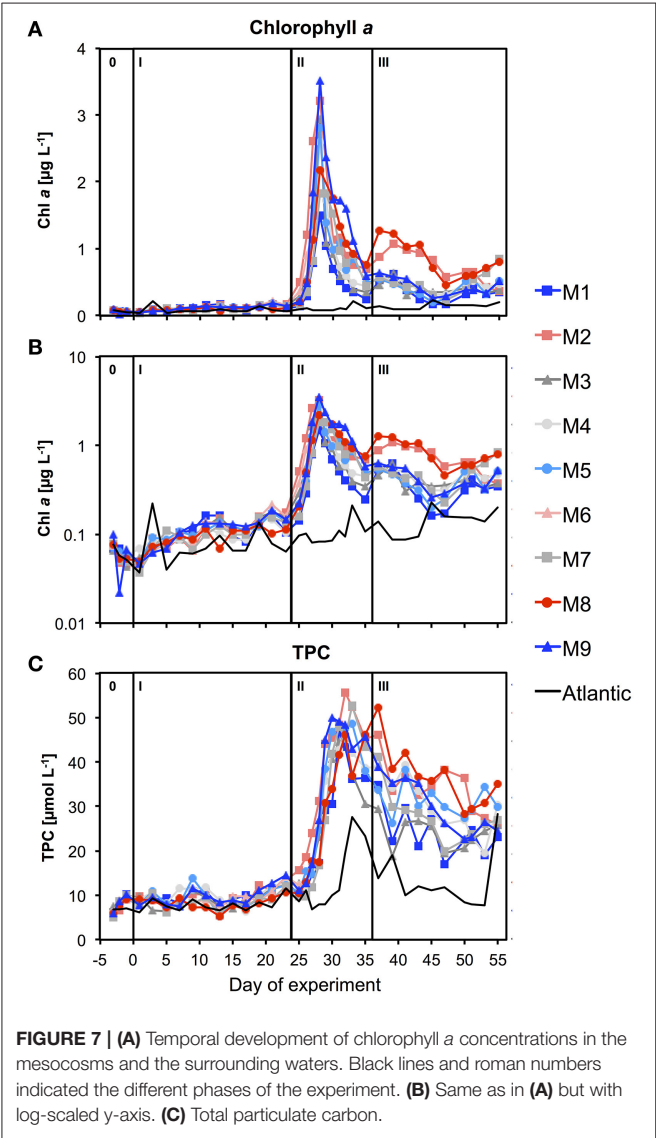 A
Chlorophyll a
4
3
2
1
0
Chl a [µg L-1]
0 I II III
B
10
1
0.1
0.01
Chl a [µg L-1]
0 I II III
C
TPC
60
50
40
30
20
10
0
TPC [µmol L-1]
0 I II III
-5 0 5 10 15 20 25 30 35 40 45 50 55
Day of experiment
M1
M2
M3
M4
M5
M6
M7
M8
M9
Atlantic
FIGURE 7 | (A) Temporal development of chlorophyll a concentrations in the
mesocosms and the surrounding waters. Black lines and roman numbers
indicated the different phases of the experiment. (B) Same as in (A) but with
log-scaled y-axis. (C) Total particulate carbon.